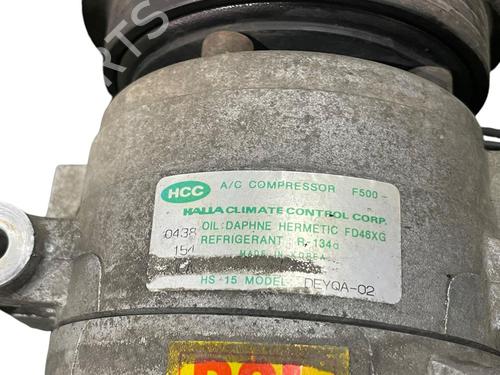 HCC A/C COMPRESSOR F500-
HALLA CLIMATE CONTROL CORP.
0438 OIL:DAPHNE HERMETIC FD46XG
154 REFRIGERANT R-134a
MADE IN KOREA
HS-15 MODEL DEYQA-02